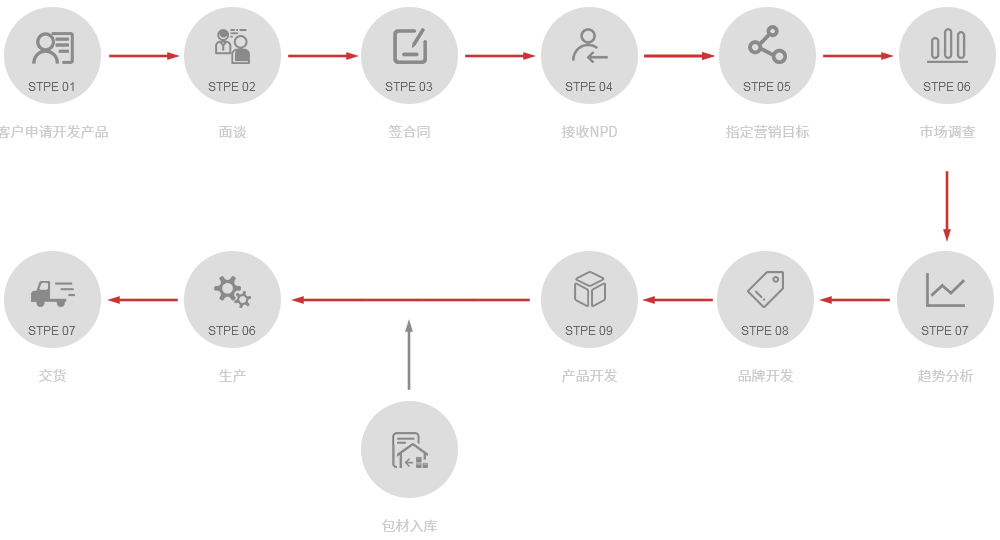 STPE 01
客户申请开发产品
STPE 02
面谈
STPE 03
签合同
STPE 04
接收NPD
STPE 05
指定营销目标
STPE 06
市场调查
STPE 07
趋势分析
STPE 08
品牌开发
STPE 09
产品开发
STPE 06
生产
STPE 07
交货
包材入库